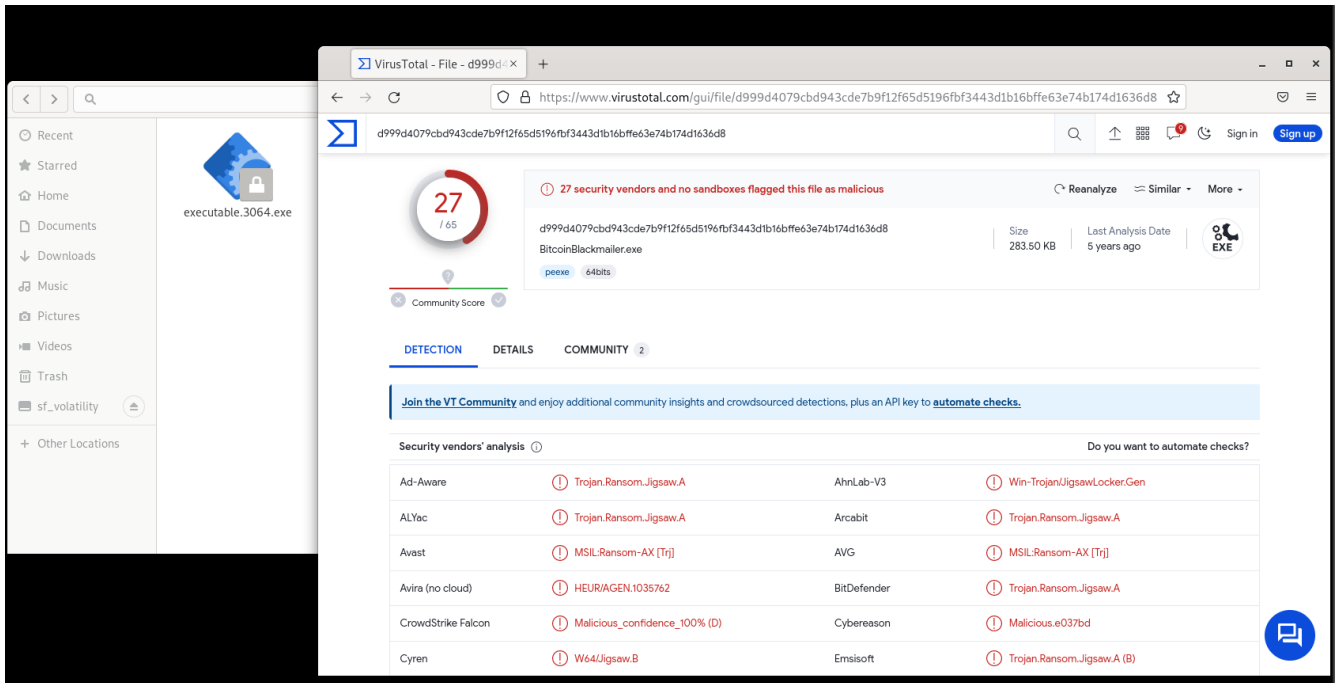 VirusTotal - File - d999d4
https://www.virustotal.com/gui/file/d999d4079cbd943cde7b9f12f65d5196fbf3443d1b16bffe63e74b174d1636d8
Recent
Starred
Home
Documents
Downloads
Music
Pictures
Videos
Trash
sf_volatility
+ Other Locations
executable.3064.exe
d999d4079cbd943cde7b9f12f65d5196fbf3443d1b16bffe63e74b174d1636d8
9
Sign in
Sign up
27
/ 65
?
Community Score
27 security vendors and no sandboxes flagged this file as malicious
Reanalyze
Similar
More
d999d4079cbd943cde7b9f12f65d5196fbf3443d1b16bffe63e74b174d1636d8
BitcoinBlackmailer.exe
peexe
64bits
Size
283.50 KB
Last Analysis Date
5 years ago
EXE
DETECTION
DETAILS
COMMUNITY 2
Join the VT Community and enjoy additional community insights and crowdsourced detections, plus an API key to automate checks.
Security vendors' analysis
Do you want to automate checks?
Ad-Aware Trojan.Ransom.Jigsaw.A AhnLab-V3 Win-Trojan/JigsawLocker.Gen
ALYac Trojan.Ransom.Jigsaw.A Arcabit Trojan.Ransom.Jigsaw.A
Avast MSIL:Ransom-AX [Trj] AVG MSIL:Ransom-AX [Trj]
Avira (no cloud) HEUR/AGEN.1035762 BitDefender Trojan.Ransom.Jigsaw.A
CrowdStrike Falcon Malicious_confidence_100% (D) Cybereason Malicious.e037bd
Cyren W64/Jigsaw.B Emsisoft Trojan.Ransom.Jigsaw.A (B)